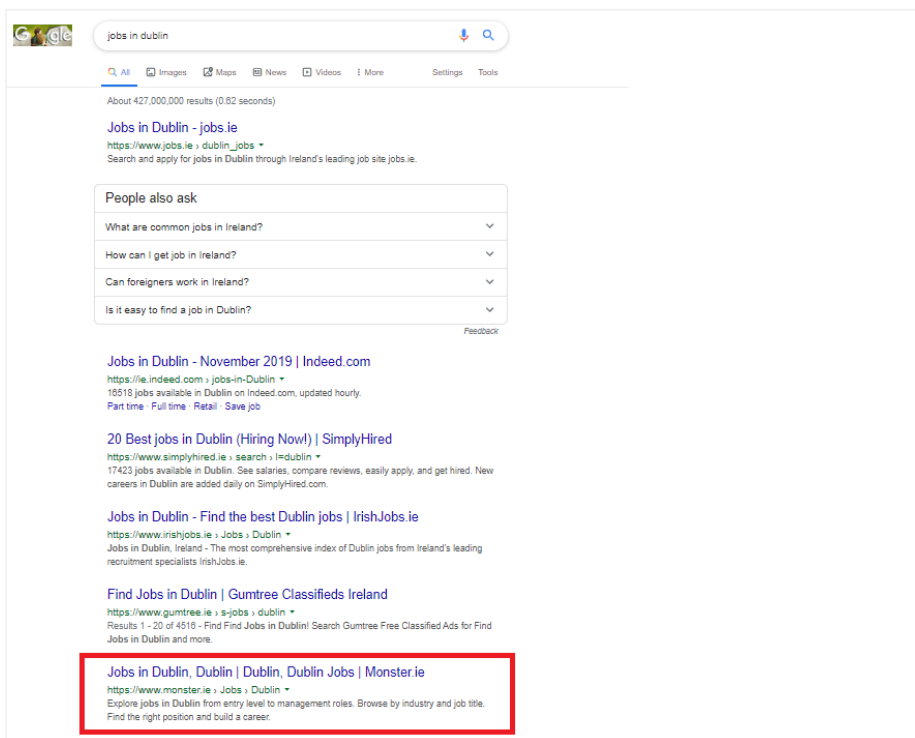 Google
jobs in dublin
All Images Maps News Videos More Settings Tools
About 427,000,000 results (0.62 seconds)
Jobs in Dublin - jobs.ie
https://www.jobs.ie › dublin_jobs
Search and apply for jobs in Dublin through Ireland's leading job site jobs.ie.
People also ask
What are common jobs in Ireland?
How can I get job in Ireland?
Can foreigners work in Ireland?
Is it easy to find a job in Dublin?
Feedback
Jobs in Dublin - November 2019 | Indeed.com
https://ie.indeed.com › jobs-in-Dublin
16518 jobs available in Dublin on Indeed.com, updated hourly.
Part time · Full time · Retail · Save job
20 Best jobs in Dublin (Hiring Now!) | SimplyHired
https://www.simplyhired.ie › search › l=dublin
17423 jobs available in Dublin. See salaries, compare reviews, easily apply, and get hired. New
careers in Dublin are added daily on SimplyHired.com.
Jobs in Dublin - Find the best Dublin jobs | IrishJobs.ie
https://www.irishjobs.ie › Jobs › Dublin
Jobs in Dublin, Ireland - The most comprehensive index of Dublin jobs from Ireland's leading
recruitment specialists IrishJobs.ie.
Find Jobs in Dublin | Gumtree Classifieds Ireland
https://www.gumtree.ie › s-jobs › dublin
Results 1 - 20 of 4516 - Find Find Jobs in Dublin! Search Gumtree Free Classified Ads for Find
Jobs in Dublin and more.
Jobs in Dublin, Dublin | Dublin, Dublin Jobs | Monster.ie
https://www.monster.ie › Jobs › Dublin
Explore jobs in Dublin from entry level to management roles. Browse by industry and job title.
Find the right position and build a career.